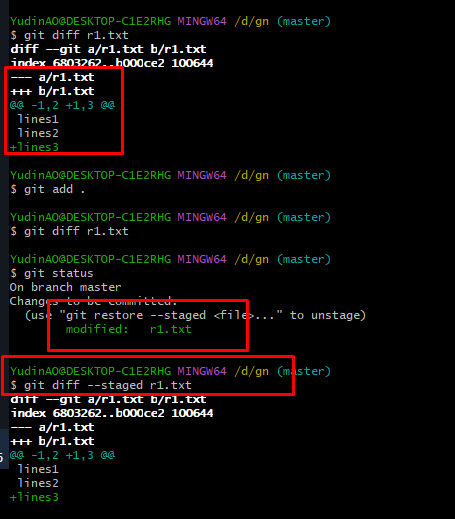 YudinAO@DESKTOP-C1E2RHG MINGW64 /d/gn (master)
$ git diff r1.txt
diff --git a/r1.txt b/r1.txt
index 6803262..b000ce2 100644
--- a/r1.txt
+++ b/r1.txt
@@ -1,2 +1,3 @@
 lines1
 lines2
+lines3
YudinAO@DESKTOP-C1E2RHG MINGW64 /d/gn (master)
$ git add .
YudinAO@DESKTOP-C1E2RHG MINGW64 /d/gn (master)
$ git diff r1.txt
YudinAO@DESKTOP-C1E2RHG MINGW64 /d/gn (master)
$ git status
On branch master
Changes to be committed:
  (use "git restore --staged <file>..." to unstage)
        modified:   r1.txt
YudinAO@DESKTOP-C1E2RHG MINGW64 /d/gn (master)
$ git diff --staged r1.txt
diff --git a/r1.txt b/r1.txt
index 6803262..b000ce2 100644
--- a/r1.txt
+++ b/r1.txt
@@ -1,2 +1,3 @@
 lines1
 lines2
+lines3